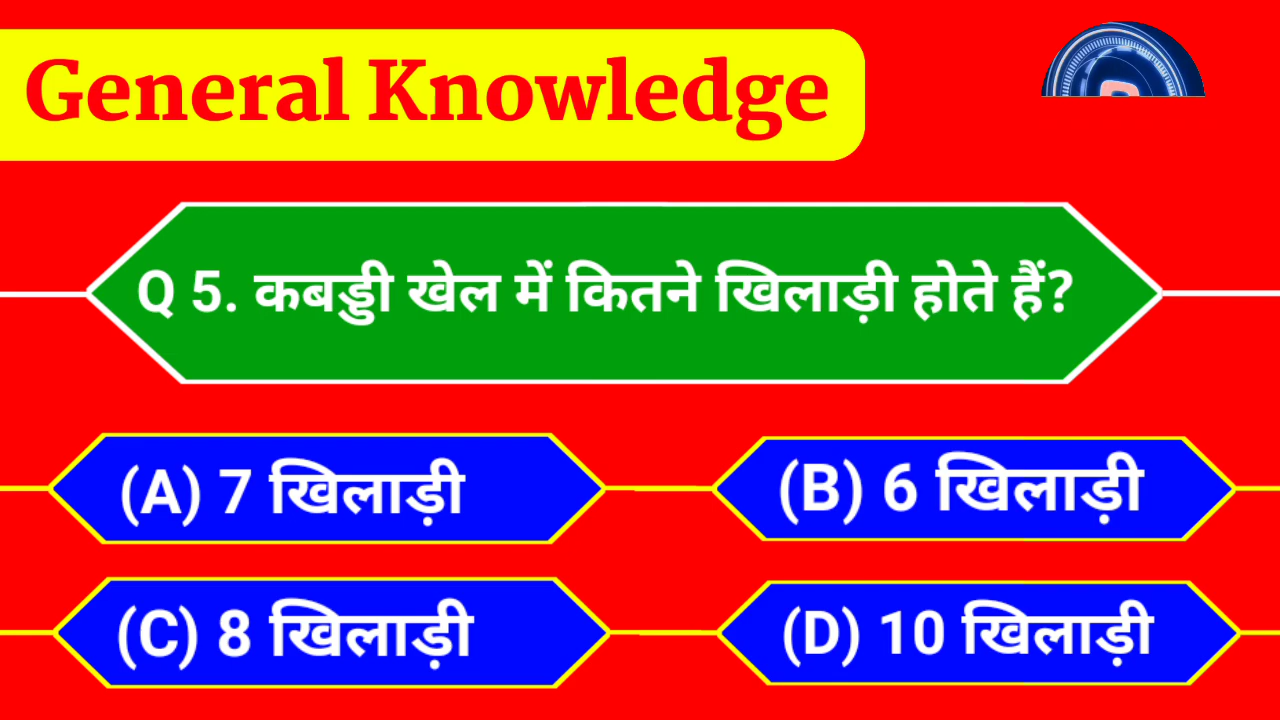 General Knowledge
Q 5. कबड्डी खेल में कितने खिलाड़ी होते हैं?
(A) 7 खिलाड़ी
(B) 6 खिलाड़ी
(C) 8 खिलाड़ी
(D) 10 खिलाड़ी